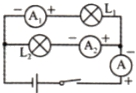 − A₁ + L₁
L₂ − A₂ +
−
A
+